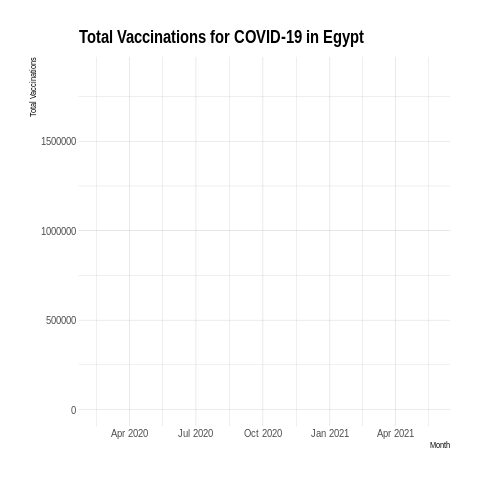 Total Vaccinations for COVID-19 in Egypt
Total Vaccinations
1500000
1000000
500000
0
Apr 2020 Jul 2020 Oct 2020 Jan 2021 Apr 2021
Month